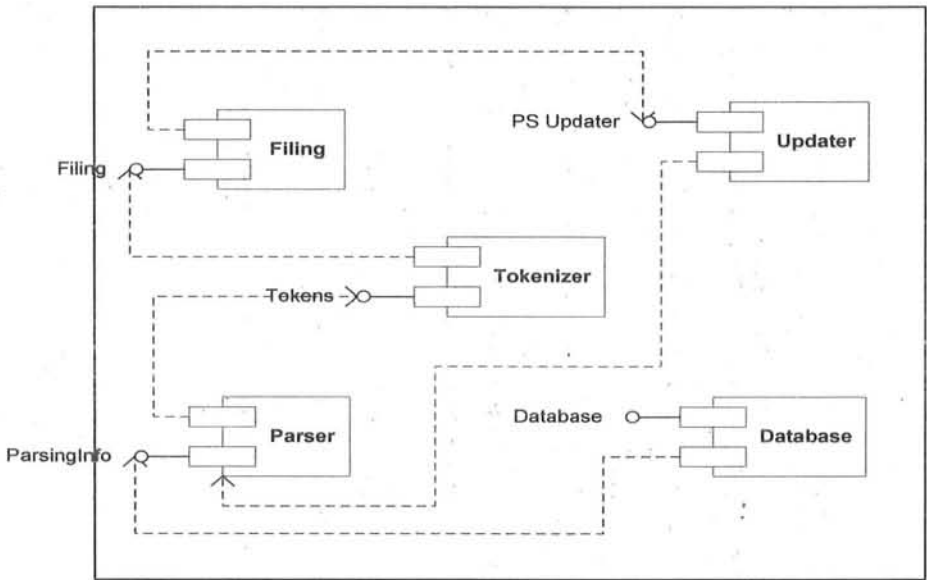 PS Updater
Updater
Filing
Filing
Tokenizer
Tokens
Parser
ParsingInfo
Database
Database